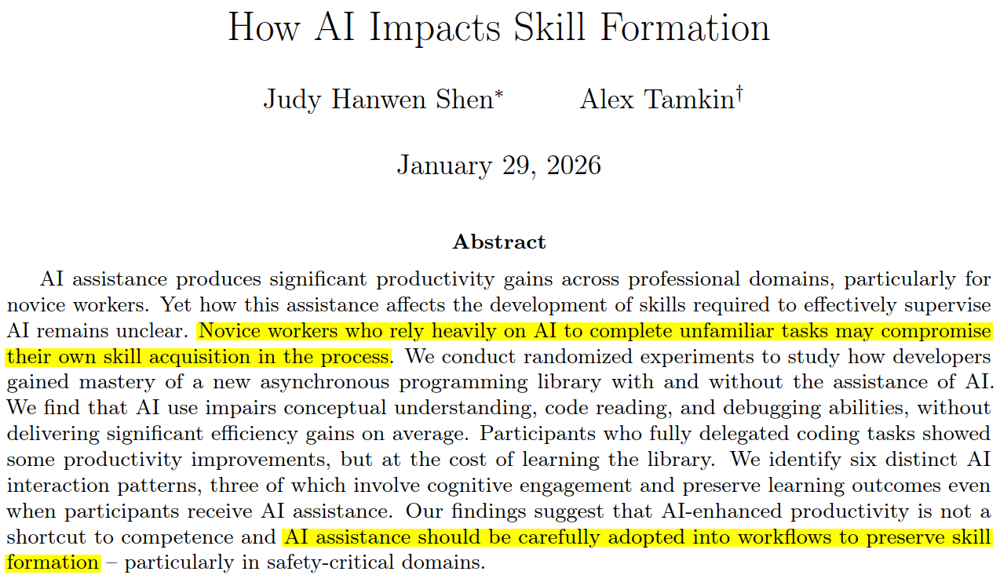 How AI Impacts Skill Formation
Judy Hanwen Shen* Alex Tamkin†
January 29, 2026
Abstract
AI assistance produces significant productivity gains across professional domains, particularly for
novice workers. Yet how this assistance affects the development of skills required to effectively supervise
AI remains unclear. Novice workers who rely heavily on AI to complete unfamiliar tasks may compromise
their own skill acquisition in the process. We conduct randomized experiments to study how developers
gained mastery of a new asynchronous programming library with and without the assistance of AI.
We find that AI use impairs conceptual understanding, code reading, and debugging abilities, without
delivering significant efficiency gains on average. Participants who fully delegated coding tasks showed
some productivity improvements, but at the cost of learning the library. We identify six distinct AI
interaction patterns, three of which involve cognitive engagement and preserve learning outcomes even
when participants receive AI assistance. Our findings suggest that AI-enhanced productivity is not a
shortcut to competence and AI assistance should be carefully adopted into workflows to preserve skill
formation – particularly in safety-critical domains.